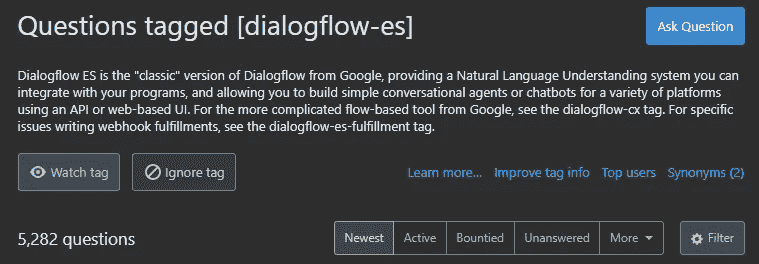 Questions tagged [dialogflow-es]
Ask Question
Dialogflow ES is the "classic" version of Dialogflow from Google, providing a Natural Language Understanding system you can
integrate with your programs, and allowing you to build simple conversational agents or chatbots for a variety of platforms
using an API or web-based UI. For the more complicated flow-based tool from Google, see the dialogflow-cx tag. For specific
issues writing webhook fulfillments, see the dialogflow-es-fulfillment tag.
Watch tag Ignore tag Learn more... Improve tag info Top users Synonyms (2)
5,282 questions Newest Active Bountied Unanswered More Filter